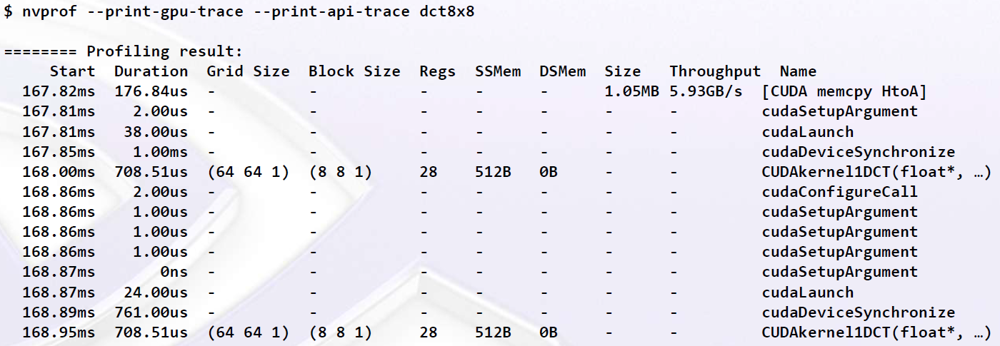 $ nvprof --print-gpu-trace --print-api-trace dct8x8
======== Profiling result:
Start Duration Grid Size Block Size Regs SSMem DSMem Size Throughput Name
167.82ms 176.84us - - - - - 1.05MB 5.93GB/s [CUDA memcpy HtoA]
167.81ms 2.00us - - - - - - - cudaSetupArgument
167.81ms 38.00us - - - - - - - cudaLaunch
167.85ms 1.00ms - - - - - - - cudaDeviceSynchronize
168.00ms 708.51us (64 64 1) (8 8 1) 28 512B 0B - - CUDAkernel1DCT(float*, …)
168.86ms 2.00us - - - - - - - cudaConfigureCall
168.86ms 1.00us - - - - - - - cudaSetupArgument
168.86ms 1.00us - - - - - - - cudaSetupArgument
168.86ms 1.00us - - - - - - - cudaSetupArgument
168.87ms 0ns - - - - - - - cudaSetupArgument
168.87ms 24.00us - - - - - - - cudaLaunch
168.89ms 761.00us - - - - - - - cudaDeviceSynchronize
168.95ms 708.51us (64 64 1) (8 8 1) 28 512B 0B - - CUDAkernel1DCT(float*, …)